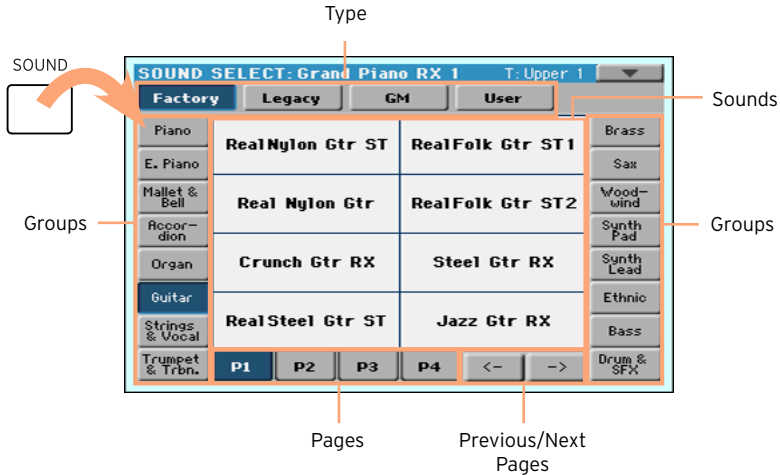 Type
SOUND
SOUND SELECT: Grand Piano RX 1 T: Upper 1
Factory Legacy GM User
Sounds
Groups
Piano
E. Piano
Mallet &
Bell
Accor-
dion
Organ
Guitar
Strings
& Vocal
Trumpet
& Trbn.
RealNylon Gtr ST RealFolk Gtr ST1
Real Nylon Gtr RealFolk Gtr ST2
Crunch Gtr RX Steel Gtr RX
RealSteel Gtr ST Jazz Gtr RX
Brass
Sax
Wood-
wind
Synth
Pad
Synth
Lead
Ethnic
Bass
Drum &
SFX
Groups
P1 P2 P3 P4 <- ->
Pages
Previous/Next
Pages